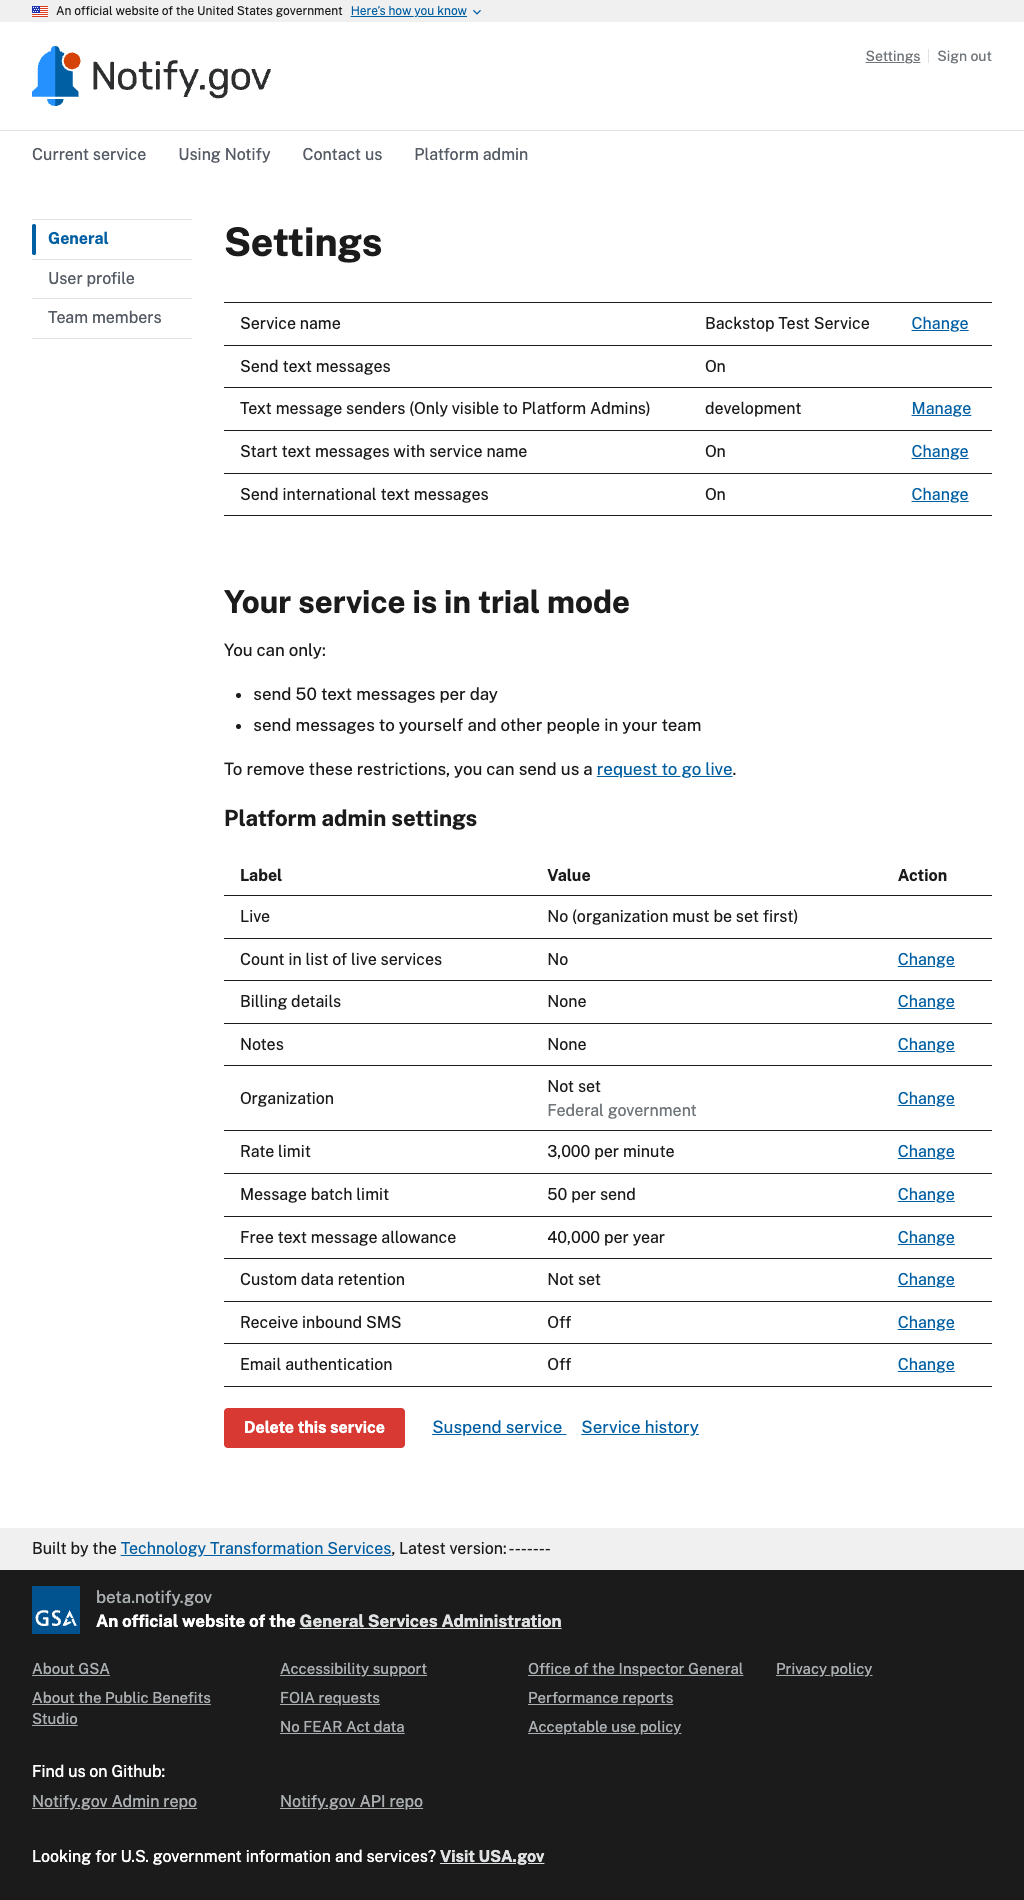 An official website of the United States government Here's how you know
Notify.gov
Settings Sign out
Current service Using Notify Contact us Platform admin
General
User profile
Team members
Settings
Service name Backstop Test Service Change
Send text messages On
Text message senders (Only visible to Platform Admins) development Manage
Start text messages with service name On Change
Send international text messages On Change
Your service is in trial mode
You can only:
• send 50 text messages per day
• send messages to yourself and other people in your team
To remove these restrictions, you can send us a request to go live.
Platform admin settings
Label Value Action
Live No (organization must be set first)
Count in list of live services No Change
Billing details None Change
Notes None Change
Organization Not set Change
Federal government
Rate limit 3,000 per minute Change
Message batch limit 50 per send Change
Free text message allowance 40,000 per year Change
Custom data retention Not set Change
Receive inbound SMS Off Change
Email authentication Off Change
Delete this service Suspend service Service history
Built by the Technology Transformation Services, Latest version:-------
GSA
beta.notify.gov
An official website of the General Services Administration
About GSA
About the Public Benefits
Studio
Accessibility support
FOIA requests
No FEAR Act data
Office of the Inspector General
Performance reports
Acceptable use policy
Privacy policy
Find us on Github:
Notify.gov Admin repo Notify.gov API repo
Looking for U.S. government information and services? Visit USA.gov